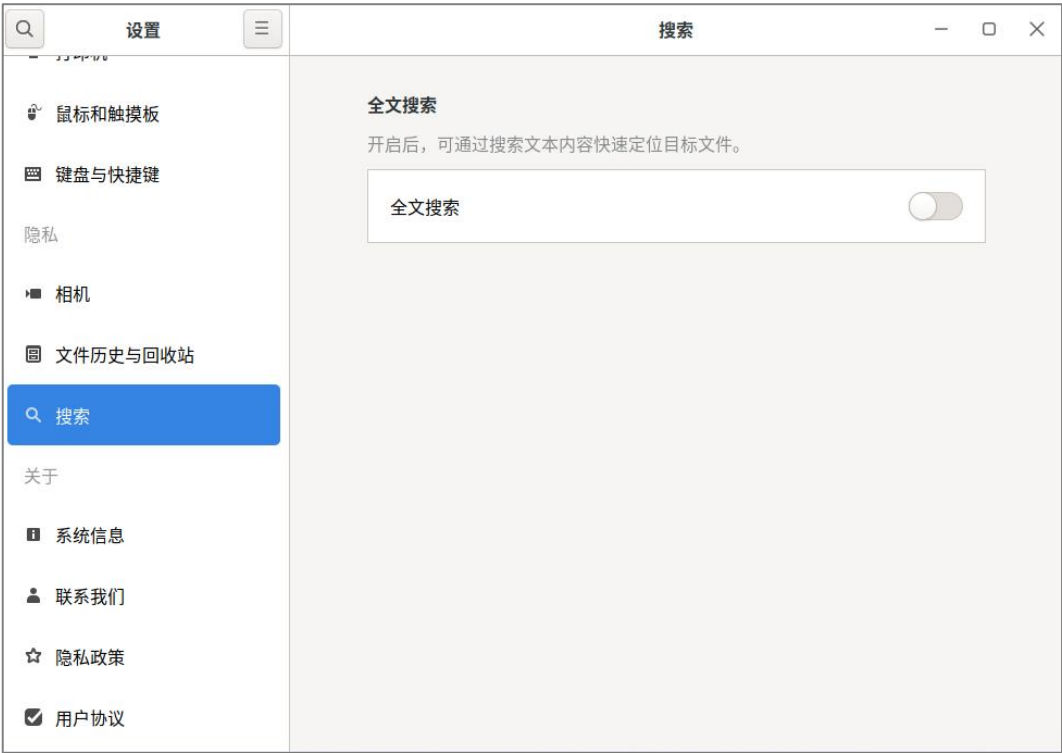 设置
搜索
鼠标和触摸板
键盘与快捷键
隐私
相机
文件历史与回收站
搜索
关于
系统信息
联系我们
隐私政策
用户协议
全文搜索
开启后，可通过搜索文本内容快速定位目标文件。
全文搜索